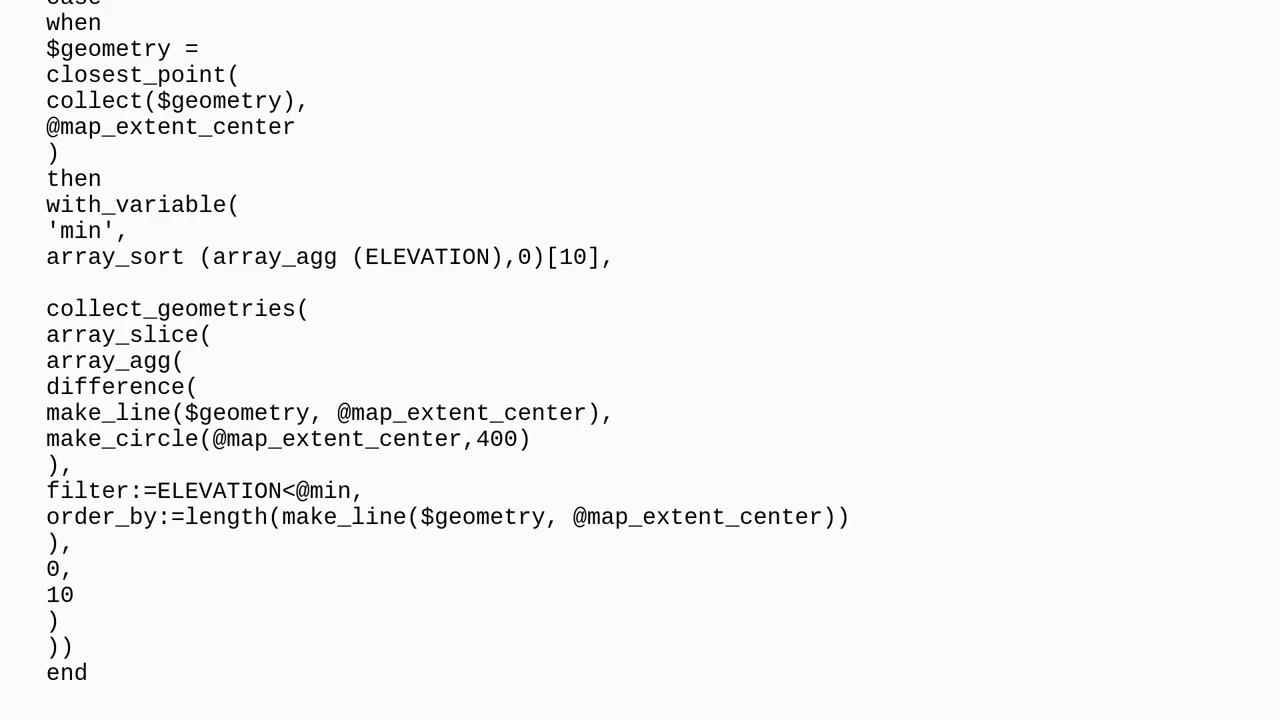 case
when
$geometry =
closest_point(
collect($geometry),
@map_extent_center
)
then
with_variable(
'min',
array_sort (array_agg (ELEVATION),0)[10],
collect_geometries(
array_slice(
array_agg(
difference(
make_line($geometry, @map_extent_center),
make_circle(@map_extent_center,400)
),
filter:=ELEVATION<@min,
order_by:=length(make_line($geometry, @map_extent_center))
),
0,
10
)
))
end